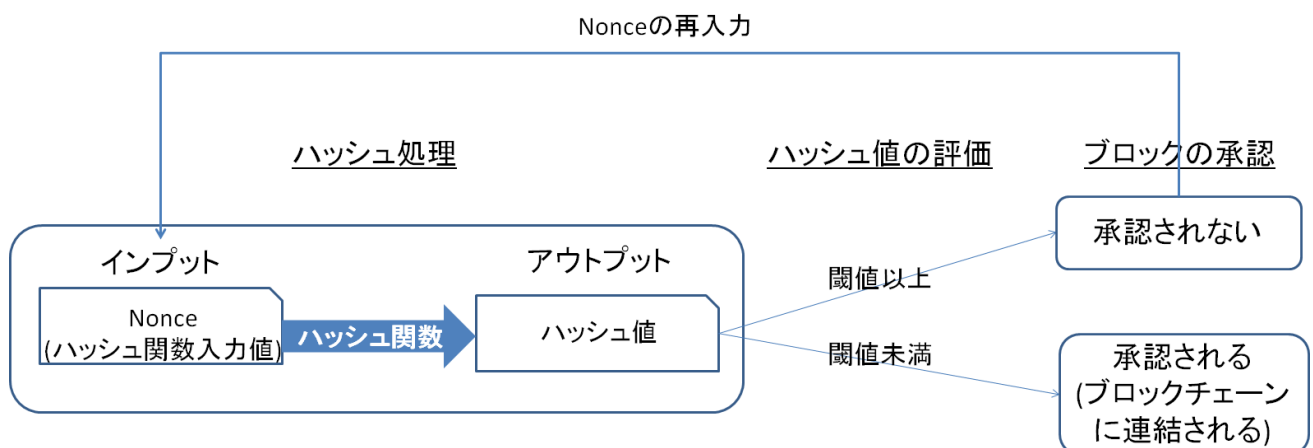 Nonceの再入力
ハッシュ処理
ハッシュ値の評価
ブロックの承認
インプット
アウトプット
Nonce
(ハッシュ関数入力値)
ハッシュ関数
ハッシュ値
閾値以上
閾値未満
承認されない
承認される
(ブロックチェーン
に連結される)